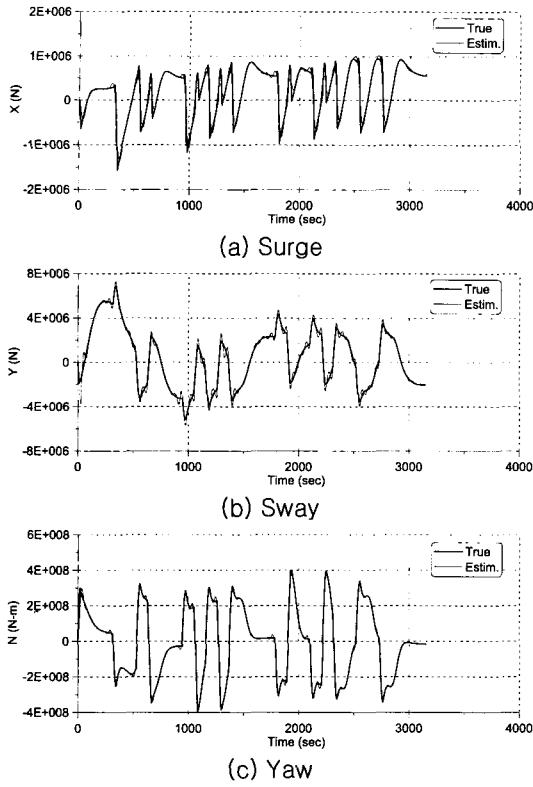 2E+006
1E+006
0
-1E+006
-2E+006
X (N)
True
Estim.
0 1000 2000 3000 4000
Time (sec)
(a) Surge
8E+006
4E+006
0
-4E+006
-8E+006
Y (N)
True
Estim.
0 1000 2000 3000 4000
Time (sec)
(b) Sway
6E+008
4E+008
2E+008
0
-2E+008
-4E+008
N (N-m)
True
Estim.
0 1000 2000 3000 4000
Time (sec)
(c) Yaw